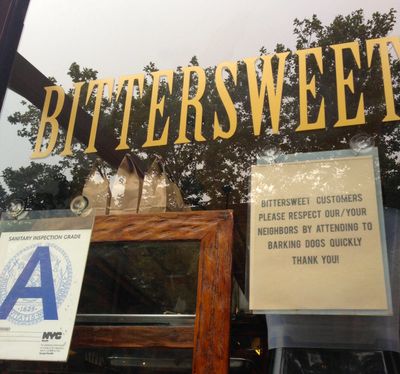 BITTERSWEET
BITTERSWEET CUSTOMERS
PLEASE RESPECT OUR/YOUR
NEIGHBORS BY ATTENDING TO
BARKING DOGS QUICKLY
THANK YOU!
SANITARY INSPECTION GRADE
A
1625
NYC